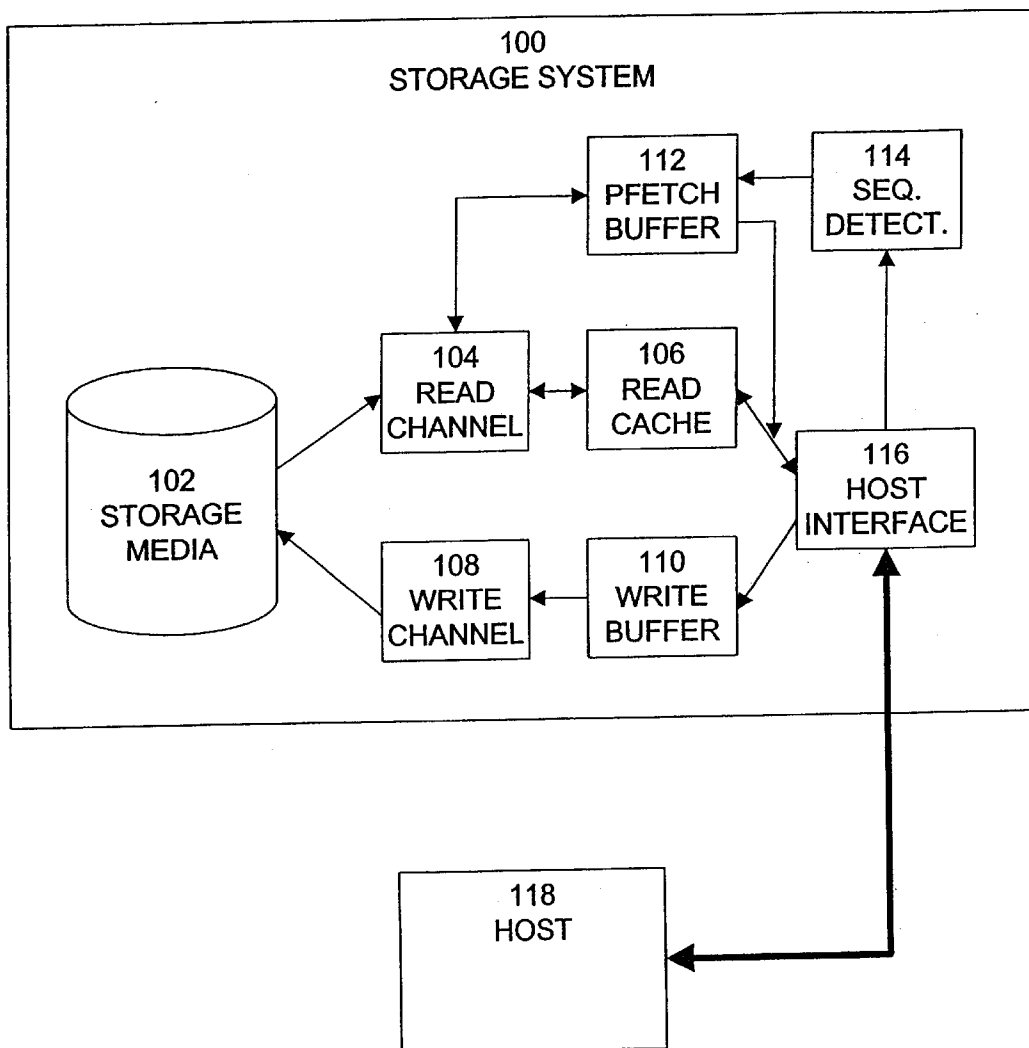 100
STORAGE SYSTEM
112
PFETCH
BUFFER
114
SEQ.
DETECT.
104
READ
CHANNEL
106
READ
CACHE
102
STORAGE
MEDIA
116
HOST
INTERFACE
108
WRITE
CHANNEL
110
WRITE
BUFFER
118
HOST